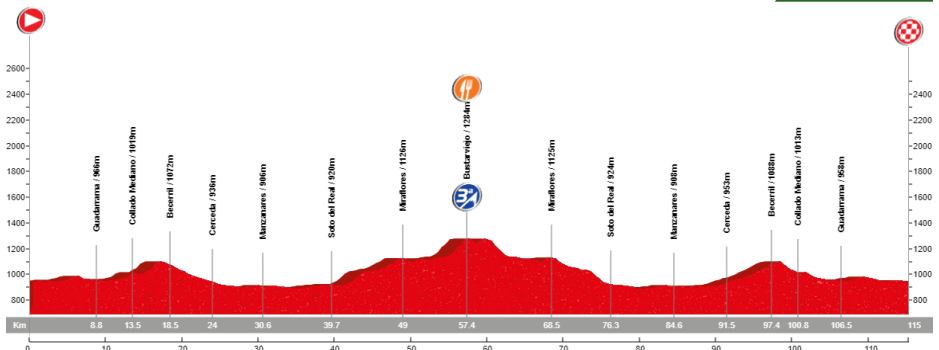 2600
2400
2200
2000
1800
1600
1400
1200
1000
800
2400
2200
2000
1800
1600
1400
1200
1000
800
Guadarrama / 966m
Collado Mediano / 1019m
Becerril / 1072m
Cerceda / 936m
Manzanares / 906m
Soto del Real / 920m
Miraflores / 1126m
Bustarviejo / 1284m
3ª
Miraflores / 1125m
Soto del Real / 924m
Manzanares / 908m
Cerceda / 953m
Becerril / 1088m
Collado Mediano / 1013m
Guadarrama / 958m
Km 8.8 13.5 18.5 24 30.6 39.7 49 57.4 68.5 76.3 84.6 91.5 97.4 100.8 106.5 115
0 10 20 30 40 50 60 70 80 90 100 110